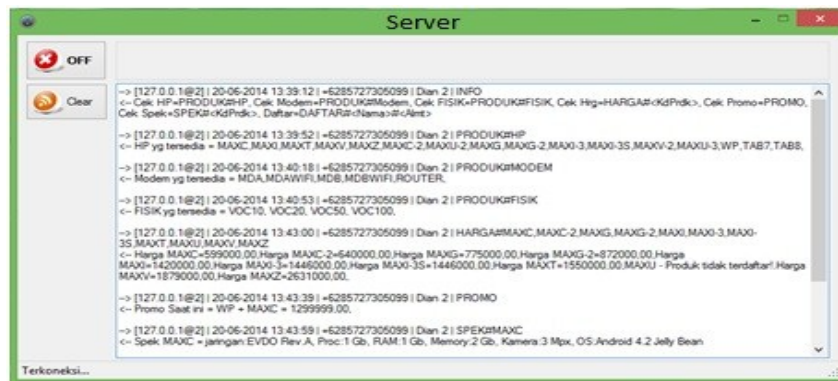 Server
OFF
Clear
--> [127.0.0.1@2] | 20-06-2014 13:39:12 | +6285727305099 | Dian 2 | INFO
<-- Cek HP=PRODUK#HP, Cek Modem=PRODUK#Modem, Cek FISIK=PRODUK#FISIK, Cek Hrg=HARGA#<KdPrdk>, Cek Promo=PROMO,
Cek Spek=SPEK#<KdPrdk>, Daftar=DAFTAR#<Nama>#<Almt>
--> [127.0.0.1@2] | 20-06-2014 13:39:52 | +6285727305099 | Dian 2 | PRODUK#HP
<-- HP yg tersedia = MAXC,MAXI,MAXT,MAXV,MAXZ,MAXC-2,MAXU-2,MAXG,MAXG-2,MAXI-3,MAXI-3S,MAXV-2,MAXU-3,WP,TAB7,TAB8,
--> [127.0.0.1@2] | 20-06-2014 13:40:18 | +6285727305099 | Dian 2 | PRODUK#MODEM
<-- Modem yg tersedia = MDA,MDAWIFI,MDB,MDBWIFI,ROUTER,
--> [127.0.0.1@2] | 20-06-2014 13:40:53 | +6285727305099 | Dian 2 | PRODUK#FISIK
<-- FISIK yg tersedia = VOC10, VOC20, VOC50, VOC100,
--> [127.0.0.1@2] | 20-06-2014 13:43:00 | +6285727305099 | Dian 2 | HARGA#MAXC,MAXC-2,MAXG,MAXG-2,MAXI,MAXI-3,MAXI-
3S,MAXT,MAXU,MAXV,MAXZ
<-- Harga MAXC=599000,00,Harga MAXC-2=640000,00,Harga MAXG=775000,00,Harga MAXG-2=872000,00,Harga
MAXI=1420000,00,Harga MAXI-3=1446000,00,Harga MAXI-3S=1446000,00,Harga MAXT=1550000,00,MAXU - Produk tidak terdaftar!,Harga
MAXV=1879000,00,Harga MAXZ=2631000,00,
--> [127.0.0.1@2] | 20-06-2014 13:43:39 | +6285727305099 | Dian 2 | PROMO
<-- Promo Saat ini = WP + MAXC = 1299999,00,
--> [127.0.0.1@2] | 20-06-2014 13:43:59 | +6285727305099 | Dian 2 | SPEK#MAXC
<-- Spek MAXC = jaringan:EVDO Rev.A, Proc:1 Gb, RAM:1 Gb, Memory:2 Gb, Kamera:3 Mpx, OS:Android 4.2 Jelly Bean
Terkoneksi...